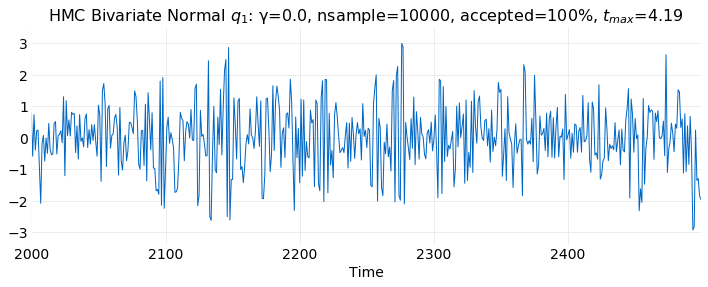 HMC Bivariate Normal q₁: γ=0.0, nsample=10000, accepted=100%, tₘₐₓ=4.19
3
2
1
0
−1
−2
−3
2000 2100 2200 2300 2400
Time